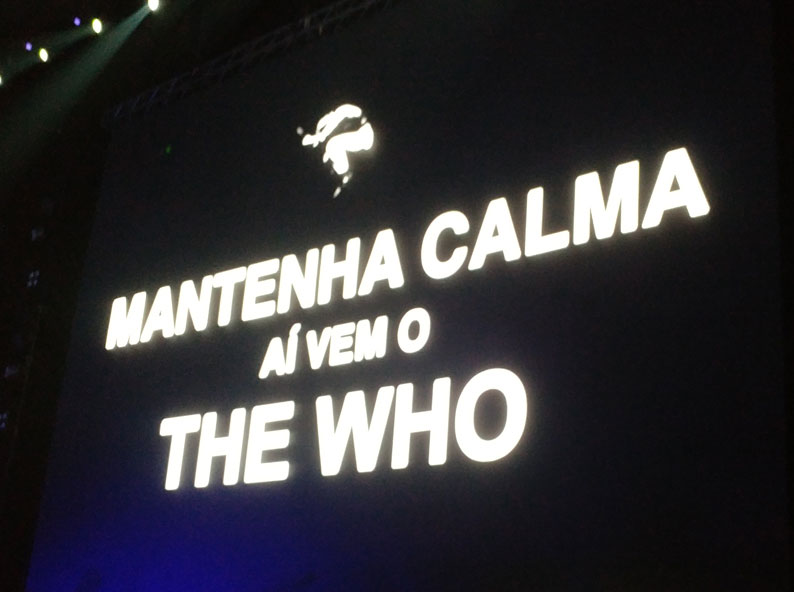 MANTENHA CALMA
AÍ VEM O
THE WHO